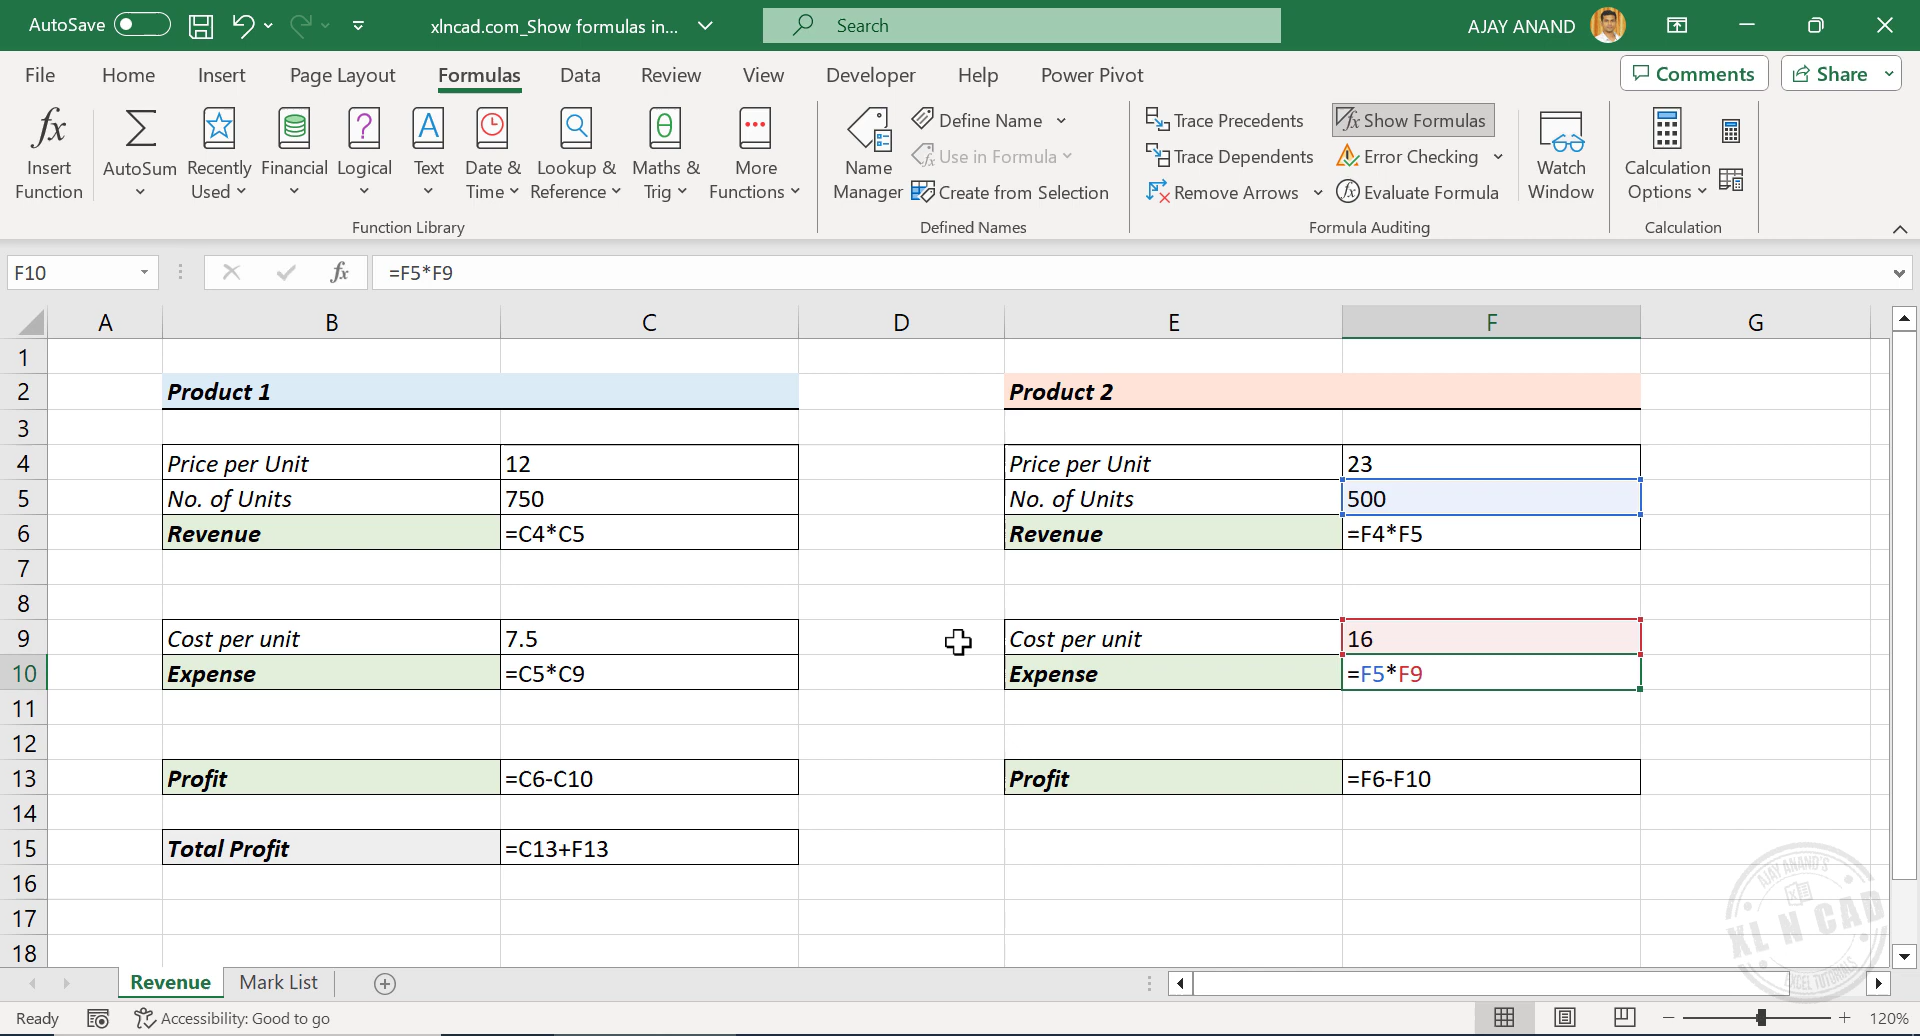 AutoSave
xlncad.com_Show formulas in...
Search
AJAY ANAND
File Home Insert Page Layout Formulas Data Review View Developer Help Power Pivot
Comments Share
Insert Function
AutoSum
Recently Used
Financial
Logical
Text
Date & Time
Lookup & Reference
Maths & Trig
More Functions
Function Library
Name Manager
Define Name
Use in Formula
Create from Selection
Defined Names
Trace Precedents
Trace Dependents
Remove Arrows
Show Formulas
Error Checking
Evaluate Formula
Formula Auditing
Watch Window
Calculation Options
Calculation
F10 fx =F5*F9
A B C D E F G
1
2 Product 1 Product 2
3
4 Price per Unit 12 Price per Unit 23
5 No. of Units 750 No. of Units 500
6 Revenue =C4*C5 Revenue =F4*F5
7
8
9 Cost per unit 7.5 Cost per unit 16
10 Expense =C5*C9 Expense =F5*F9
11
12
13 Profit =C6-C10 Profit =F6-F10
14
15 Total Profit =C13+F13
16
17
18
AJAY ANAND'S
XL N CAD
EXCEL TUTORIALS
Revenue Mark List
Ready Accessibility: Good to go 120%